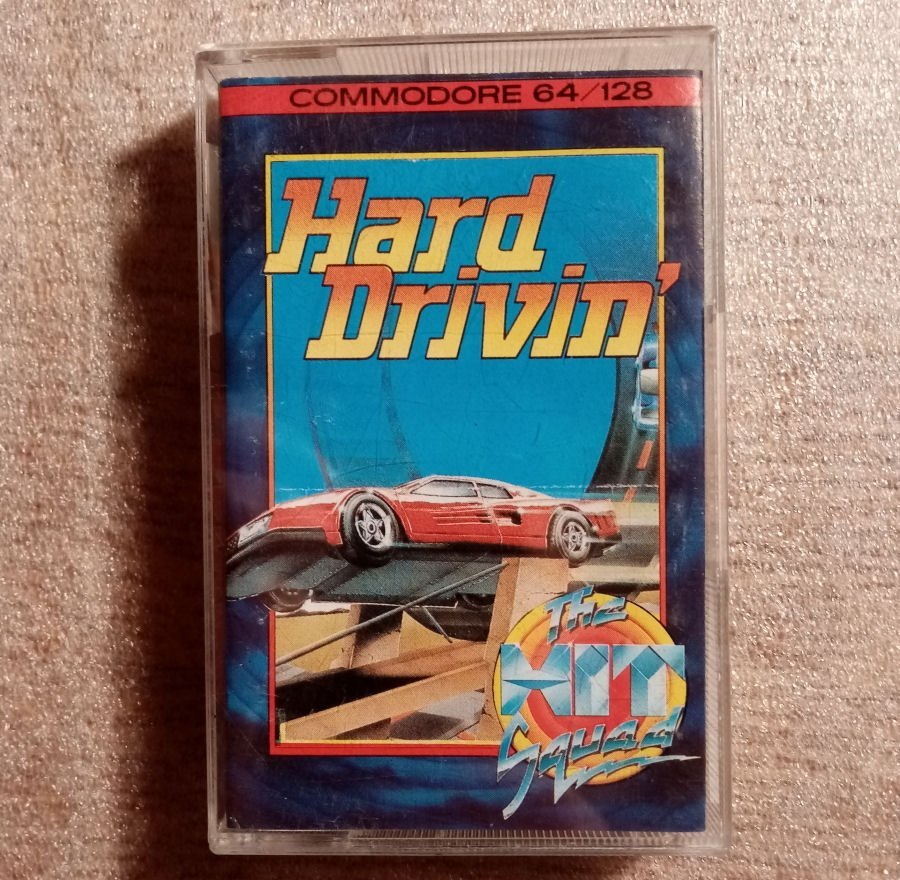 COMMODORE 64/128
Hard
Drivin'
The
HIT
Squad